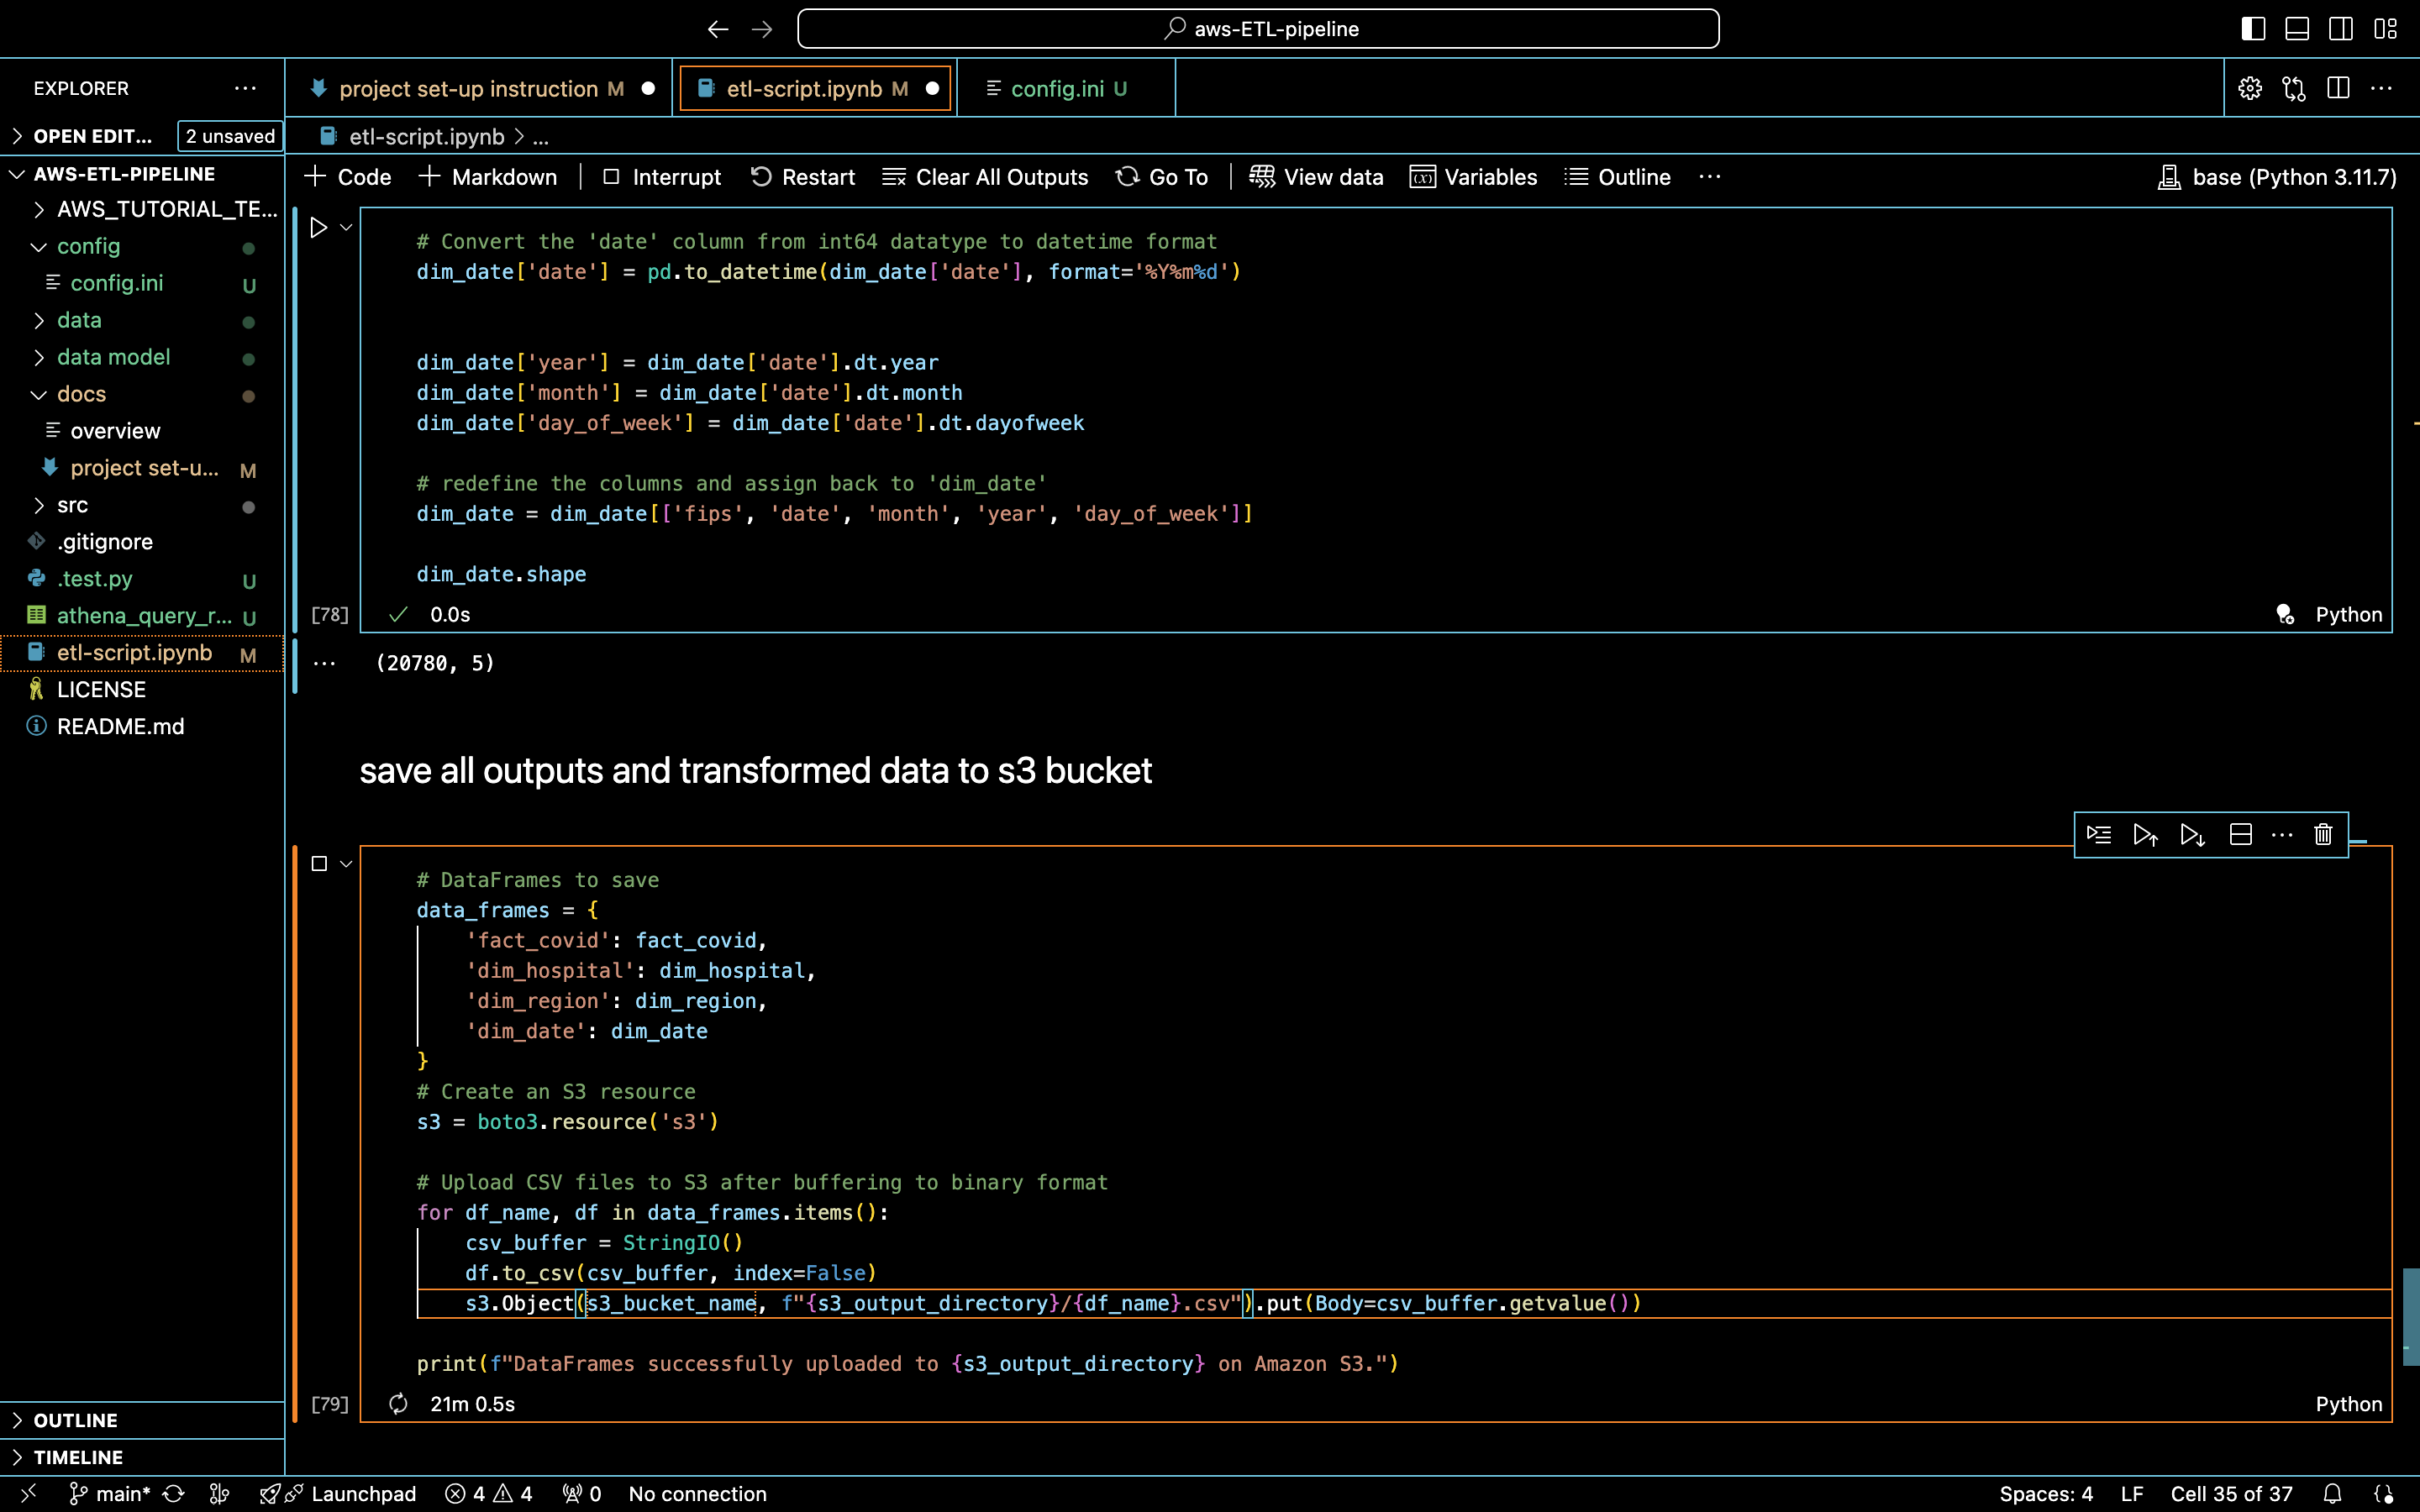 aws-ETL-pipeline
EXPLORER
OPEN EDIT... 2 unsaved
AWS-ETL-PIPELINE
AWS_TUTORIAL_TE...
config
config.ini U
data
data model
docs
overview
project set-u... M
src
.gitignore
.test.py U
athena_query_r... U
etl-script.ipynb M
LICENSE
README.md
OUTLINE
TIMELINE
project set-up instruction M
etl-script.ipynb M
config.ini U
etl-script.ipynb > ...
Code Markdown Interrupt Restart Clear All Outputs Go To View data Variables Outline ... base (Python 3.11.7)
# Convert the 'date' column from int64 datatype to datetime format
dim_date['date'] = pd.to_datetime(dim_date['date'], format='%Y%m%d')
dim_date['year'] = dim_date['date'].dt.year
dim_date['month'] = dim_date['date'].dt.month
dim_date['day_of_week'] = dim_date['date'].dt.dayofweek
# redefine the columns and assign back to 'dim_date'
dim_date = dim_date[['fips', 'date', 'month', 'year', 'day_of_week']]
dim_date.shape
[78] 0.0s Python
... (20780, 5)
save all outputs and transformed data to s3 bucket
# DataFrames to save
data_frames = {
'fact_covid': fact_covid,
'dim_hospital': dim_hospital,
'dim_region': dim_region,
'dim_date': dim_date
}
# Create an S3 resource
s3 = boto3.resource('s3')
# Upload CSV files to S3 after buffering to binary format
for df_name, df in data_frames.items():
csv_buffer = StringIO()
df.to_csv(csv_buffer, index=False)
s3.Object(s3_bucket_name, f"{s3_output_directory}/{df_name}.csv").put(Body=csv_buffer.getvalue())
print(f"DataFrames successfully uploaded to {s3_output_directory} on Amazon S3.")
[79] 21m 0.5s Python
main* Launchpad 4 4 0 No connection Spaces: 4 LF Cell 35 of 37